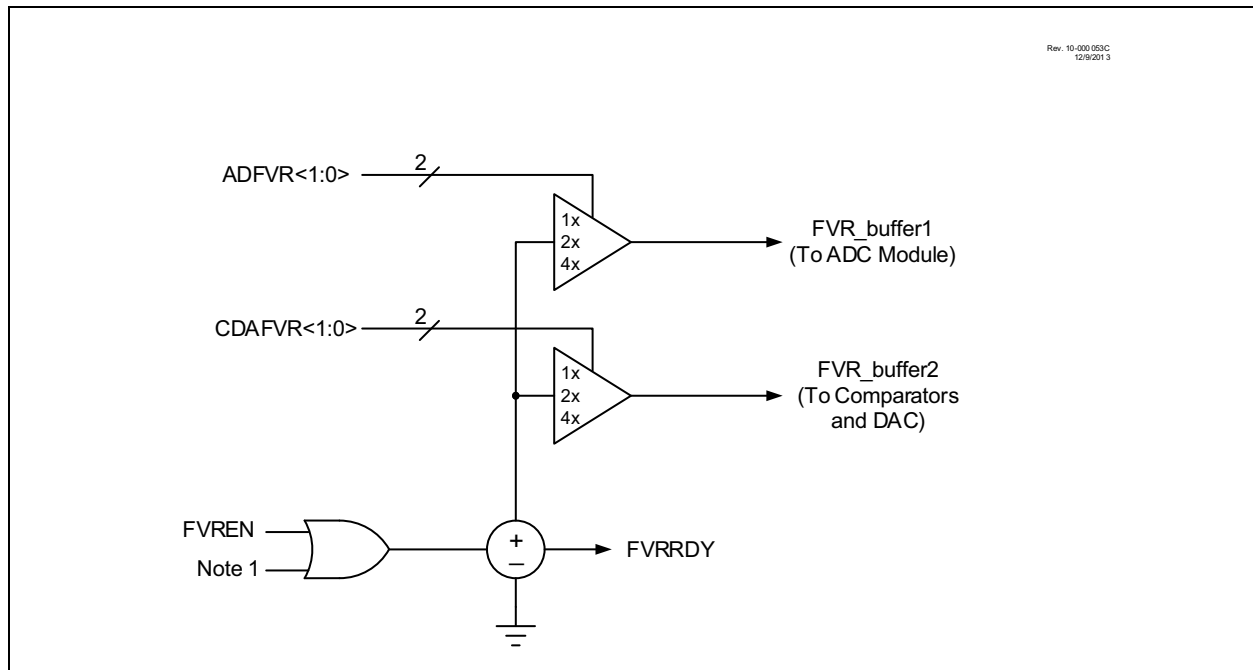 Rev. 10-000 053C
12/9/201 3
ADFVR<1:0>
2
1x
2x
4x
FVR_buffer1
(To ADC Module)
CDAFVR<1:0>
2
1x
2x
4x
FVR_buffer2
(To Comparators
and DAC)
FVREN
Note 1
+
–
FVRRDY